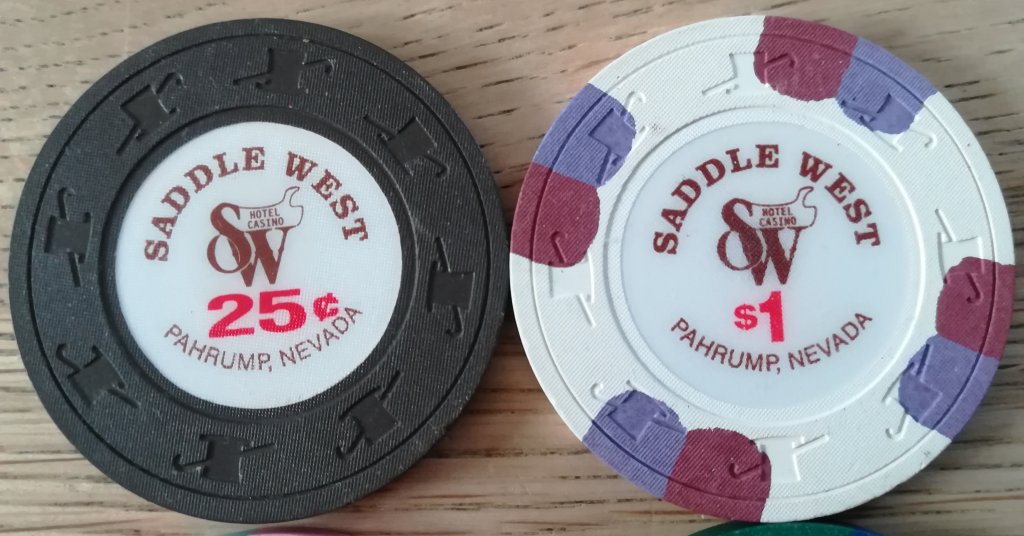 SADDLE WEST
SW
HOTEL
CASINO
25¢
PAHRUMP, NEVADA
SADDLE WEST
SW
HOTEL
CASINO
$1
PAHRUMP, NEVADA